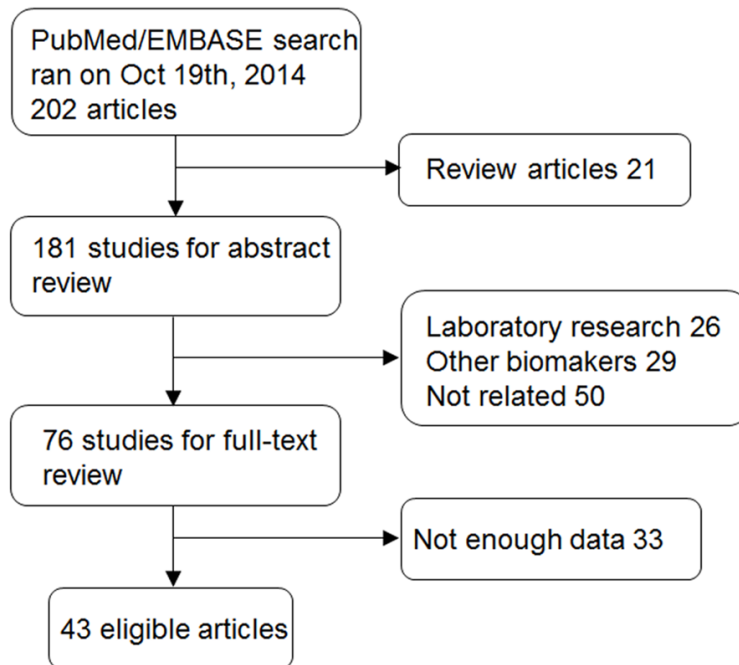 PubMed/EMBASE search
ran on Oct 19th, 2014
202 articles
Review articles 21
181 studies for abstract
review
Laboratory research 26
Other biomakers 29
Not related 50
76 studies for full-text
review
Not enough data 33
43 eligible articles